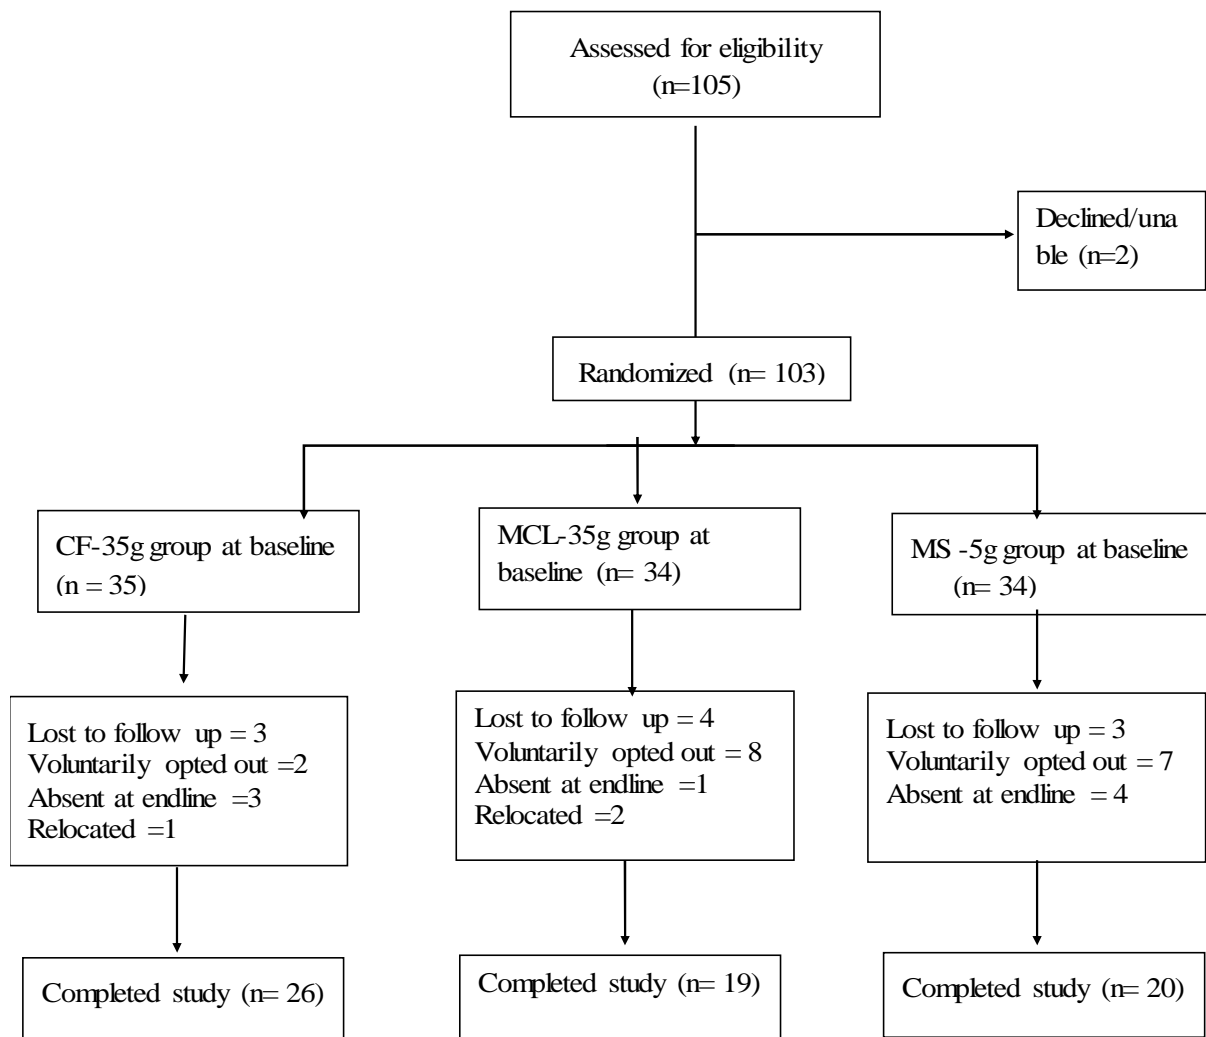 Assessed for eligibility
(n=105)
Declined/una
ble (n=2)
Randomized (n= 103)
CF-35g group at baseline
(n = 35)
MCL-35g group at
baseline (n= 34)
MS -5g group at baseline
(n= 34)
Lost to follow up = 3
Voluntarily opted out =2
Absent at endline =3
Relocated =1
Lost to follow up = 4
Voluntarily opted out = 8
Absent at endline =1
Relocated =2
Lost to follow up = 3
Voluntarily opted out = 7
Absent at endline = 4
Completed study (n= 26)
Completed study (n= 19)
Completed study (n= 20)